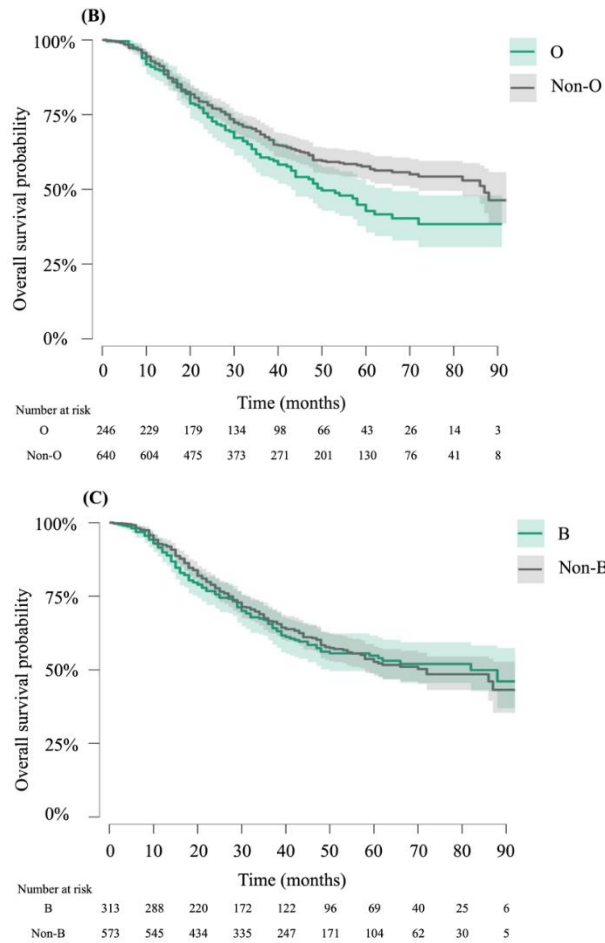 (B)
100%
75%
50%
25%
0%
Overall survival probability
O
Non-O
0 10 20 30 40 50 60 70 80 90
Time (months)
Number at risk
O 246 229 179 134 98 66 43 26 14 3
Non-O 640 604 475 373 271 201 130 76 41 8
(C)
100%
75%
50%
25%
0%
Overall survival probability
B
Non-B
0 10 20 30 40 50 60 70 80 90
Time (months)
Number at risk
B 313 288 220 172 122 96 69 40 25 6
Non-B 573 545 434 335 247 171 104 62 30 5